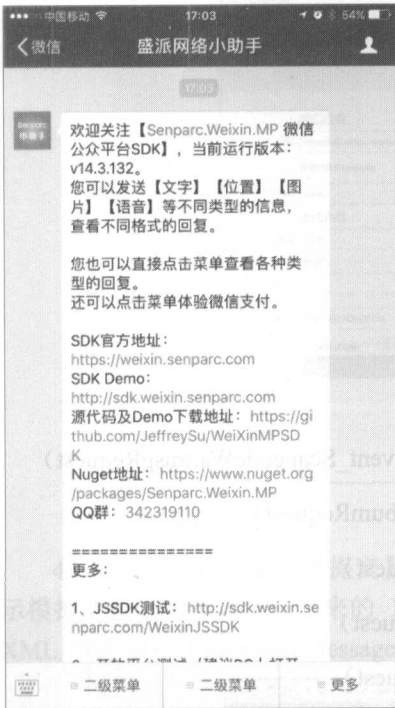 中国移动 17:03 54%
微信 盛派网络小助手
17:03
Senparc
欢迎关注【Senparc.Weixin.MP 微信
公众平台SDK】，当前运行版本：
v14.3.132。
您可以发送【文字】【位置】【图
片】【语音】等不同类型的信息，
查看不同格式的回复。
您也可以直接点击菜单查看各种类
型的回复。
还可以点击菜单体验微信支付。
SDK官方地址：
https://weixin.senparc.com
SDK Demo：
http://sdk.weixin.senparc.com
源代码及Demo下载地址：https://gi
thub.com/JeffreySu/WeiXinMPSD
K
Nuget地址：https://www.nuget.org
/packages/Senparc.Weixin.MP
QQ群：342319110
===============
更多：
1、JSSDK测试：http://sdk.weixin.se
nparc.com/WeixinJSSDK
二级菜单 二级菜单 更多